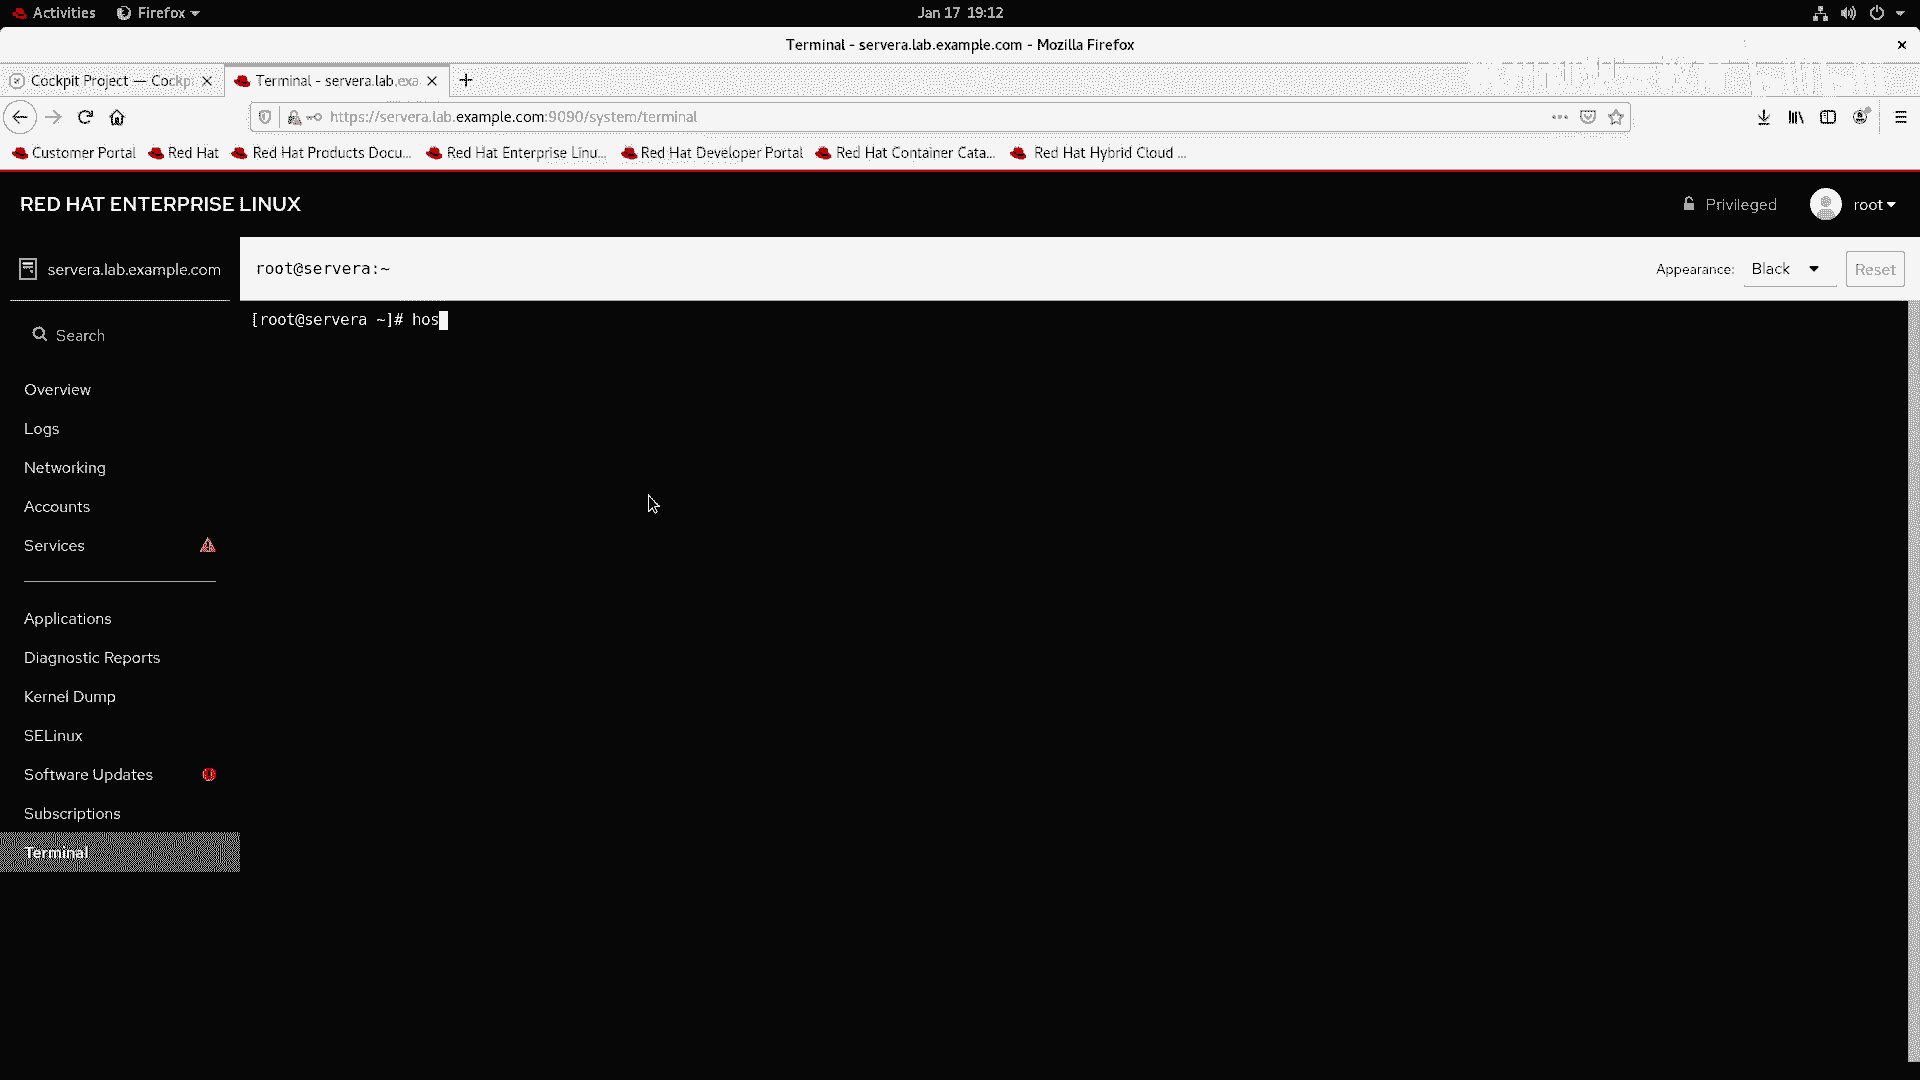 Activities Firefox Jan 17 19:12
Terminal - servera.lab.example.com - Mozilla Firefox
Cockpit Project — Cockp Terminal - servera.lab.exa
https://servera.lab.example.com:9090/system/terminal
Customer Portal Red Hat Red Hat Products Docu... Red Hat Enterprise Linu... Red Hat Developer Portal Red Hat Container Cata... Red Hat Hybrid Cloud ...
RED HAT ENTERPRISE LINUX Privileged root
servera.lab.example.com root@servera:~ Appearance: Black Reset
[root@servera ~]# hos
Search
Overview
Logs
Networking
Accounts
Services
Applications
Diagnostic Reports
Kernel Dump
SELinux
Software Updates
Subscriptions
Terminal